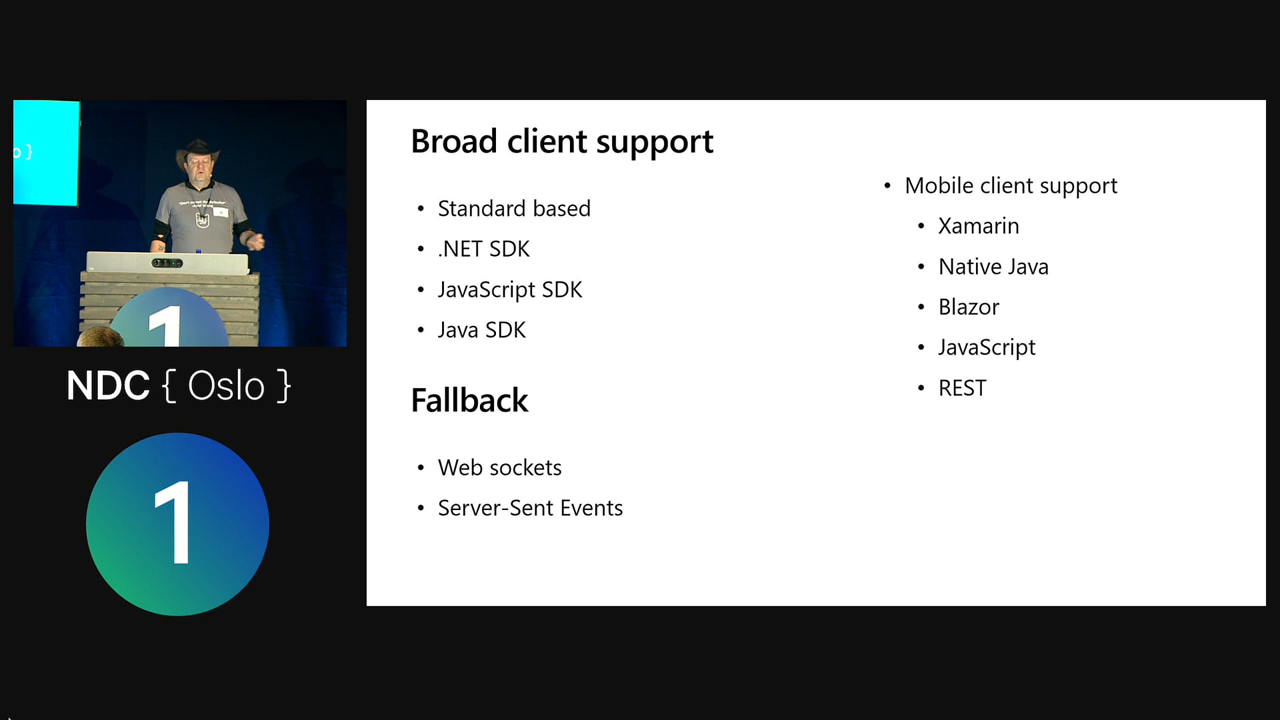 Broad client support
• Standard based
• .NET SDK
• JavaScript SDK
• Java SDK
Fallback
• Web sockets
• Server-Sent Events
• Mobile client support
• Xamarin
• Native Java
• Blazor
• JavaScript
• REST
o }
1
NDC { Oslo }
1